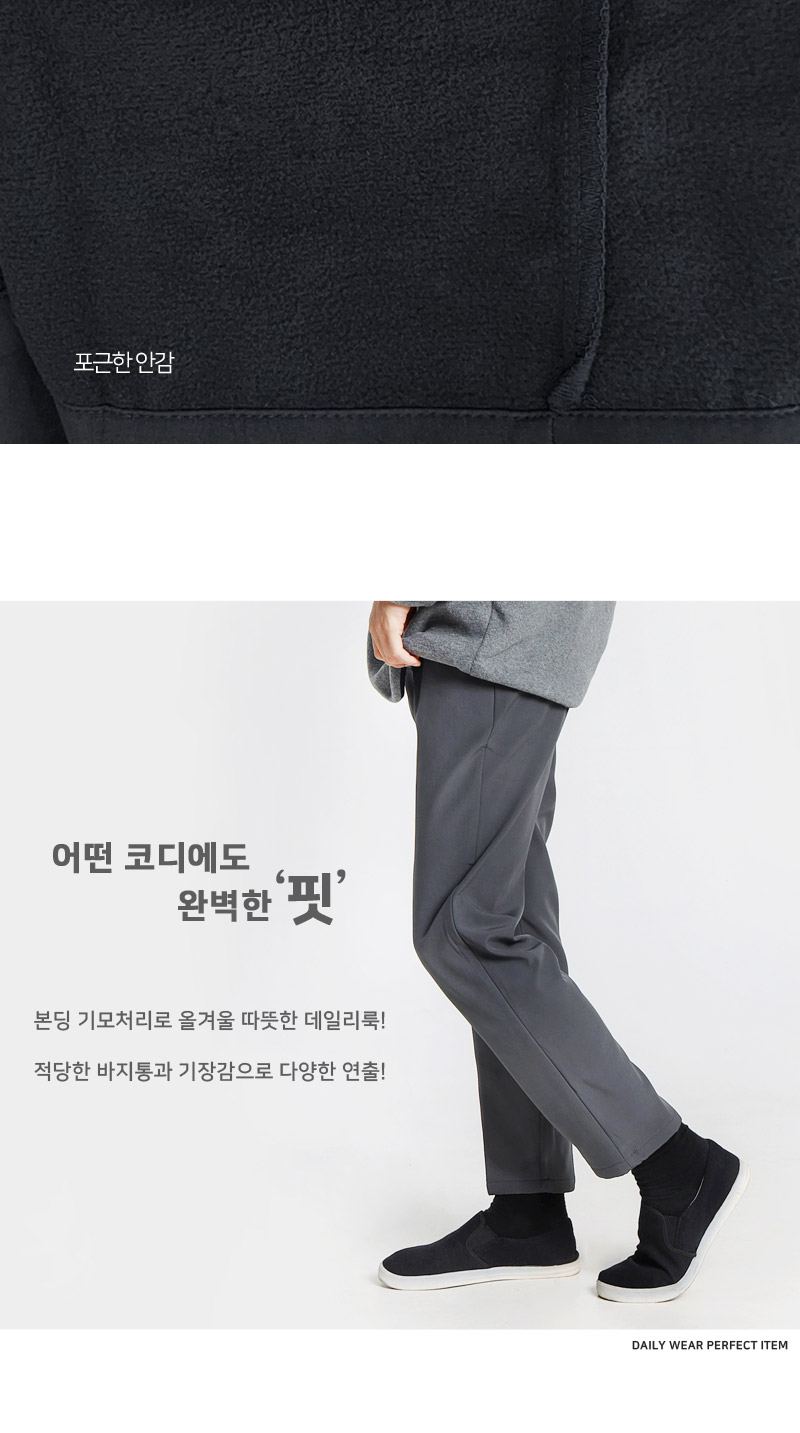 포근한 안감
어떤 코디에도
완벽한 ‘핏’
본딩 기모처리로 올겨울 따뜻한 데일리룩!
적당한 바지통과 기장감으로 다양한 연출!
DAILY WEAR PERFECT ITEM